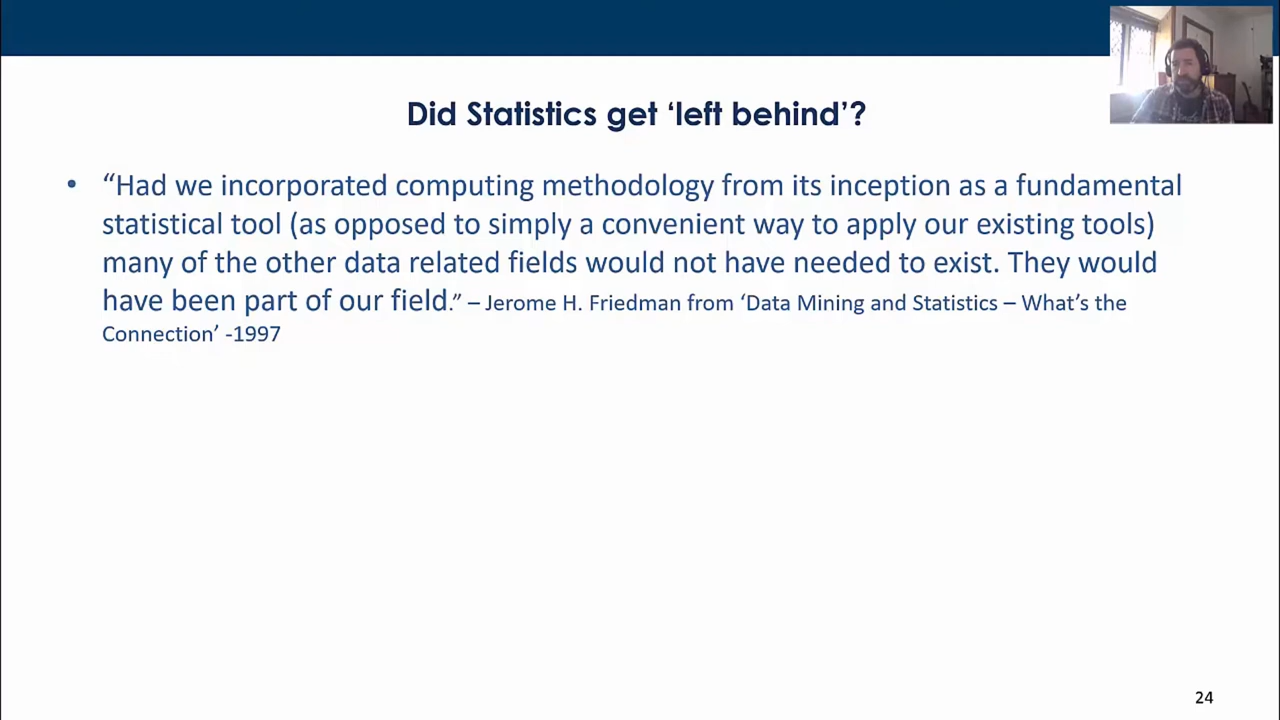 Did Statistics get ‘left behind’?
• “Had we incorporated computing methodology from its inception as a fundamental
statistical tool (as opposed to simply a convenient way to apply our existing tools)
many of the other data related fields would not have needed to exist. They would
have been part of our field.” – Jerome H. Friedman from ‘Data Mining and Statistics – What’s the
Connection’ -1997
24